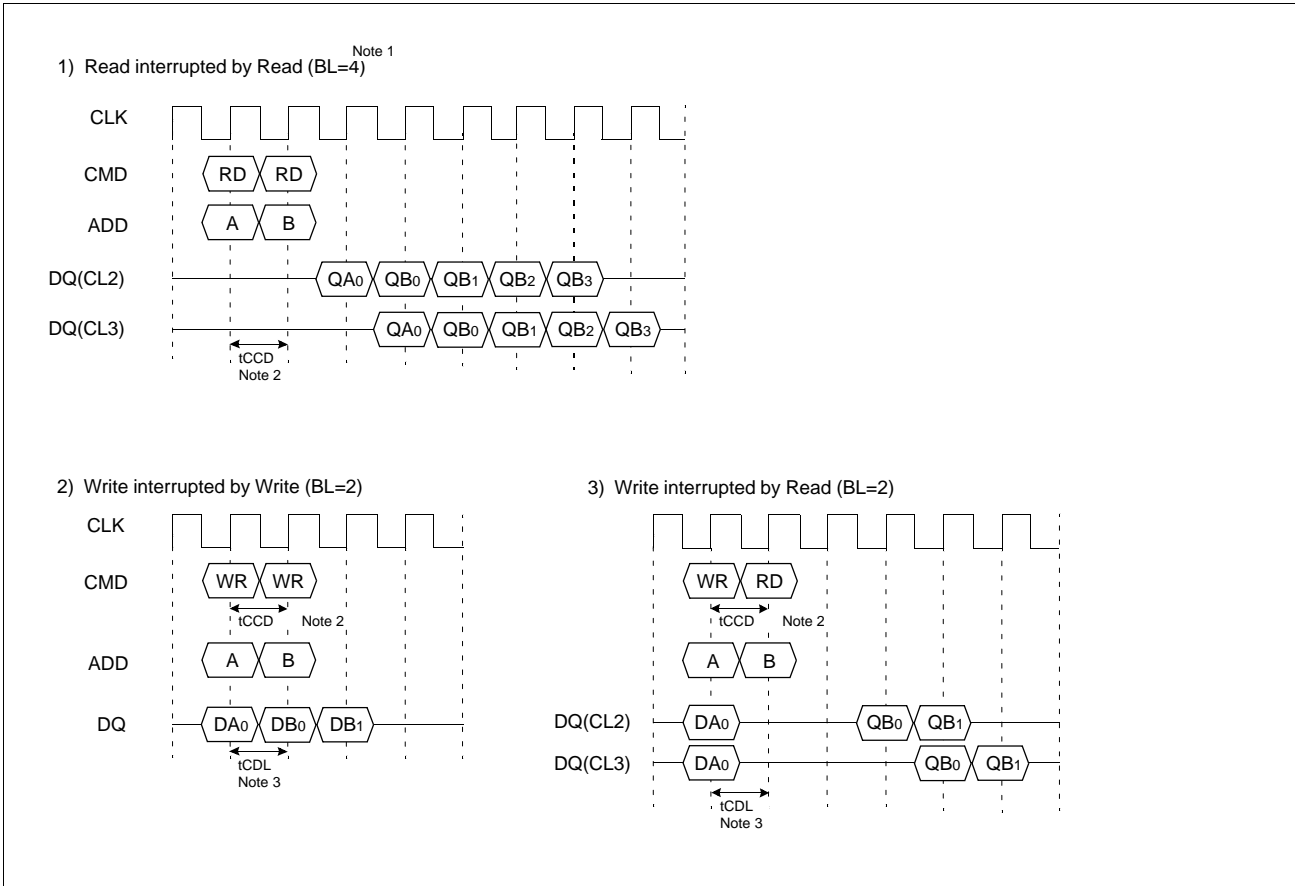 1) Read interrupted by Read (BL=4) Note 1
CLK
CMD RD RD
ADD A B
DQ(CL2) QA0 QB0 QB1 QB2 QB3
DQ(CL3) QA0 QB0 QB1 QB2 QB3
tCCD
Note 2
2) Write interrupted by Write (BL=2)
CLK
CMD WR WR
tCCD Note 2
ADD A B
DQ DA0 DB0 DB1
tCDL
Note 3
3) Write interrupted by Read (BL=2)
WR RD
tCCD Note 2
A B
DQ(CL2) DA0 QB0 QB1
DQ(CL3) DA0 QB0 QB1
tCDL
Note 3